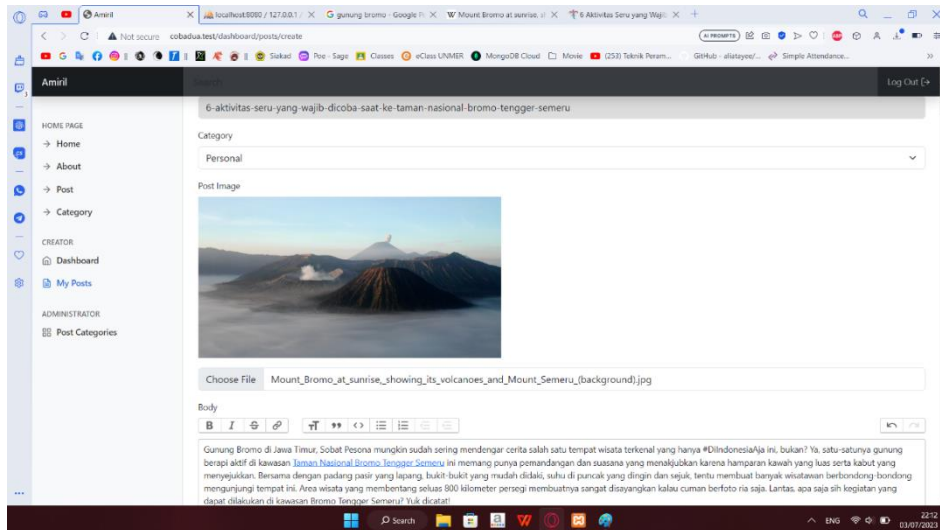 Amiril
localhost:8080 / 127.0.0.1 /
gunung bromo - Google
Mount Bromo at sunrise, s
6 Aktivitas Seru yang Waji
Not secure cobadua.test/dashboard/posts/create
AI PROMPTS
Siakad Poe - Sage Classes eClass UNMER MongoDB Cloud Movie (253) Teknik Peram... GitHub - aliatayee/... Simple Attendance...
Amiril Search Log Out
6-aktivitas-seru-yang-wajib-dicoba-saat-ke-taman-nasional-bromo-tengger-semeru
HOME PAGE
Home
About
Post
Category
CREATOR
Dashboard
My Posts
ADMINISTRATOR
Post Categories
Category
Personal
Post Image
Choose File Mount_Bromo_at_sunrise,_showing_its_volcanoes_and_Mount_Semeru_(background).jpg
Body
Gunung Bromo di Jawa Timur, Sobat Pesona mungkin sudah sering mendengar cerita salah satu tempat wisata terkenal yang hanya #DiIndonesiaAja ini, bukan? Ya, satu-satunya gunung
berapi aktif di kawasan Taman Nasional Bromo Tengger Semeru ini memang punya pemandangan dan suasana yang menakjubkan karena hamparan kawah yang luas serta kabut yang
menyejukkan. Bersama dengan padang pasir yang lapang, bukit-bukit yang mudah didaki, suhu di puncak yang dingin dan sejuk, tentu membuat banyak wisatawan berbondong-bondong
mengunjungi tempat ini. Area wisata yang membentang seluas 800 kilometer persegi membuatnya sangat disayangkan kalau cuman berfoto ria saja. Lantas, apa saja sih kegiatan yang
dapat dilakukan di kawasan Bromo Tengger Semeru? Yuk dicatat!
Search
ENG
22:12
03/07/2023